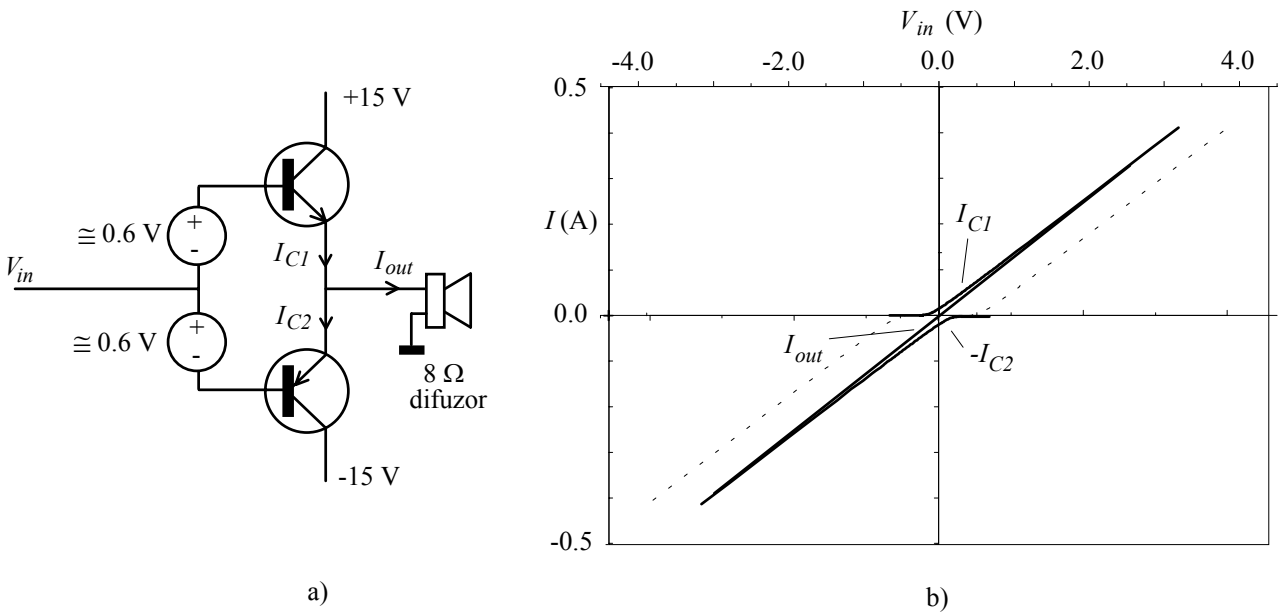 +15 V
≅ 0.6 V
+
-
I_C1
I_out
V_in
I_C2
≅ 0.6 V
+
-
8 Ω
difuzor
-15 V
a)
V_in (V)
-4.0
-2.0
0.0
2.0
4.0
0.5
I (A)
I_C1
0.0
I_out
-I_C2
-0.5
b)